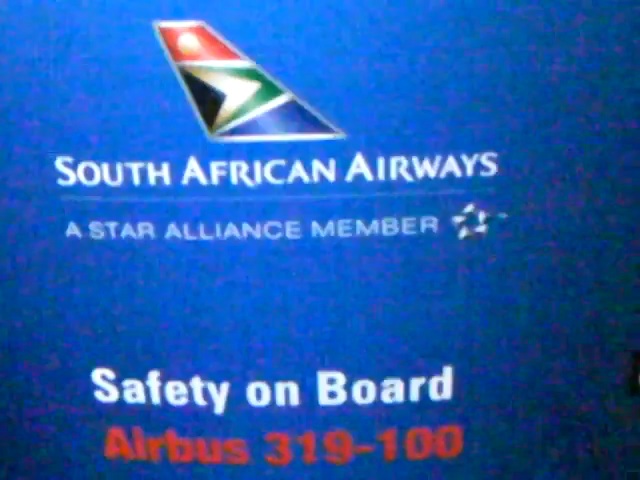 SOUTH AFRICAN AIRWAYS
A STAR ALLIANCE MEMBER
Safety on Board
Airbus 319-100